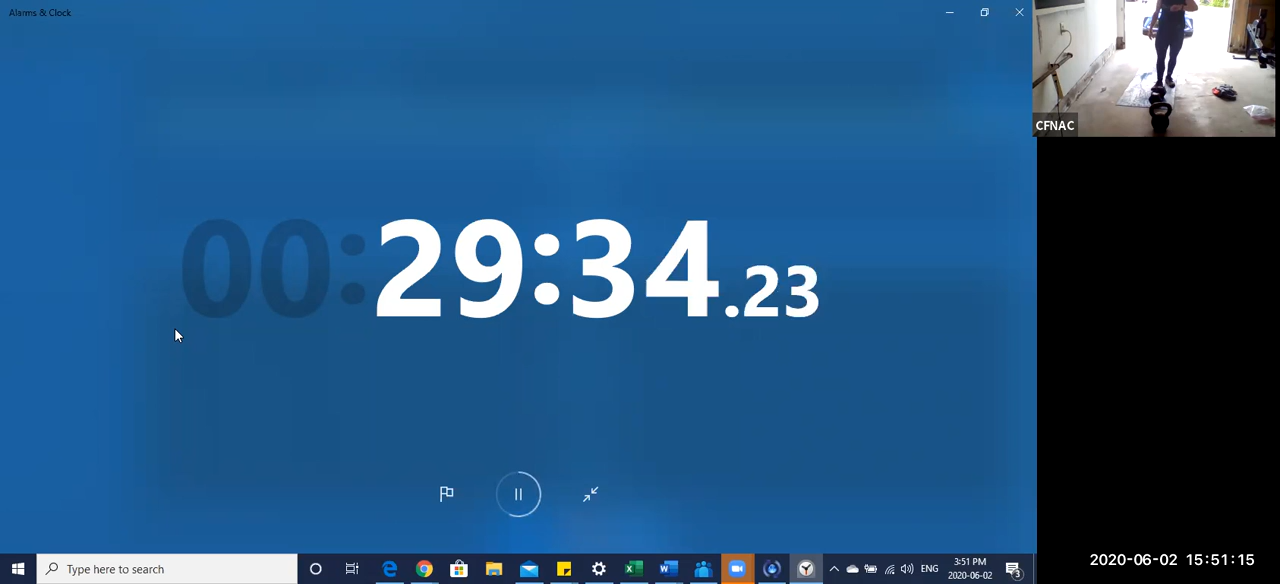 Alarms & Clock
CFNAC
00:29:34.23
Type here to search
ENG
3:51 PM
2020-06-02
3
2020-06-02 15:51:15